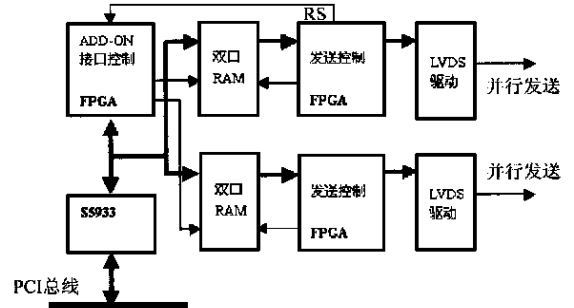 RS
ADD-ON
接口控制
FPGA
双口
RAM
发送控制
FPGA
LVDS
驱动
并行发送
双口
RAM
发送控制
FPGA
LVDS
驱动
并行发送
S5933
PCI总线